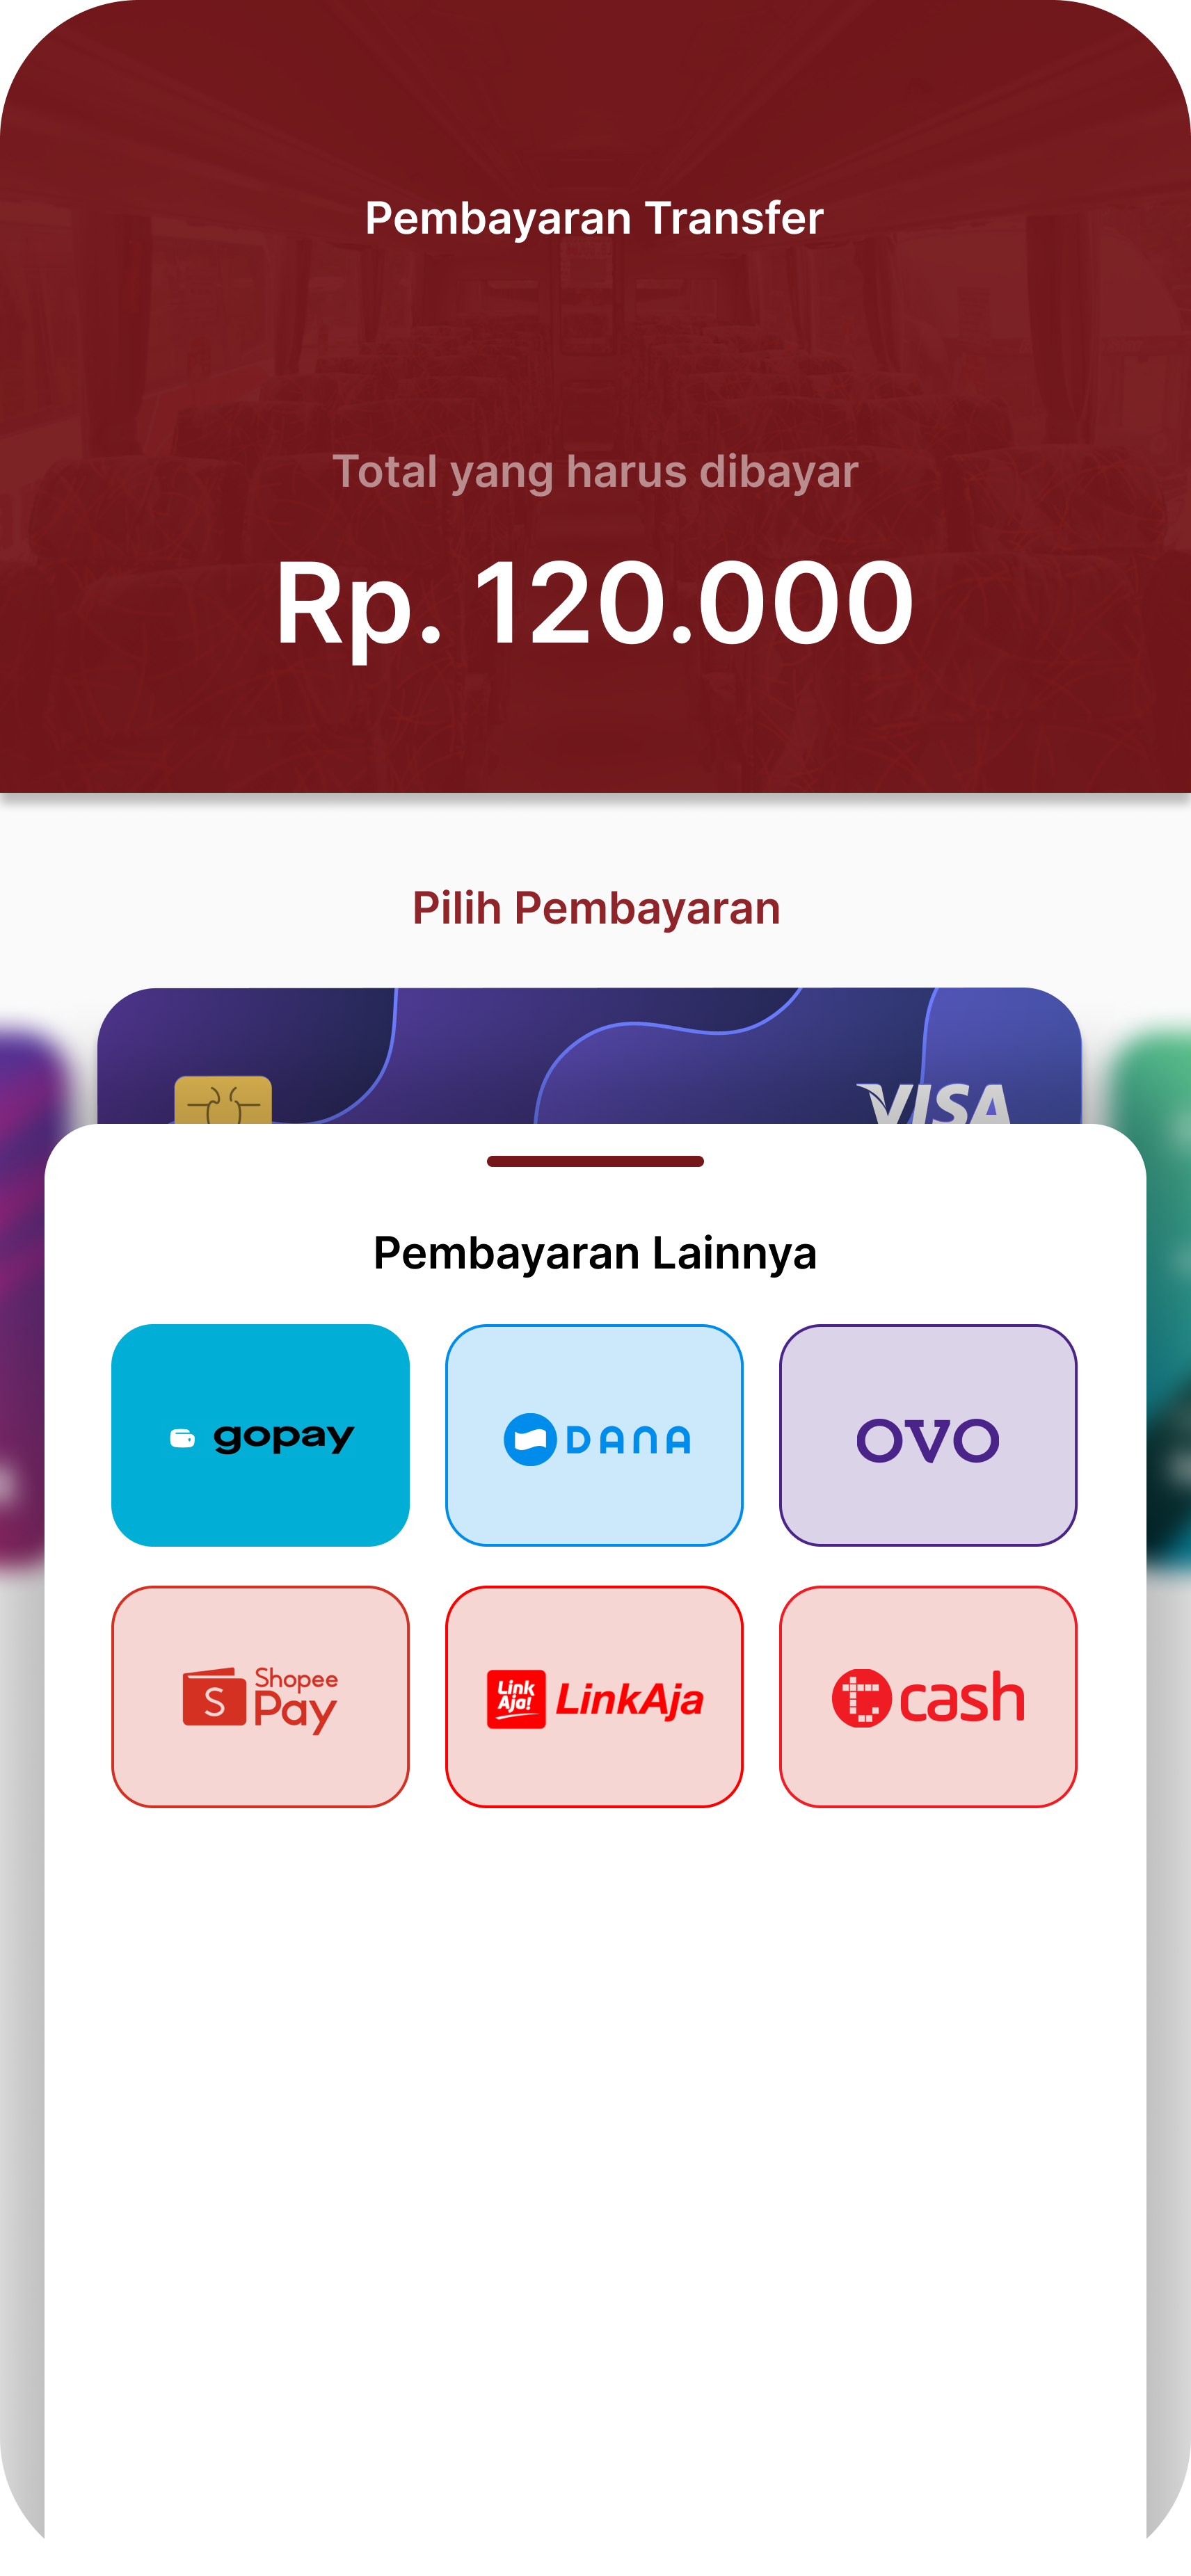 Pembayaran Transfer
Total yang harus dibayar
Rp. 120.000
Pilih Pembayaran
VISA
Pembayaran Lainnya
gopay
DANA
OVO
S
Shopee
Pay
Link
Aja!
LinkAja
t cash